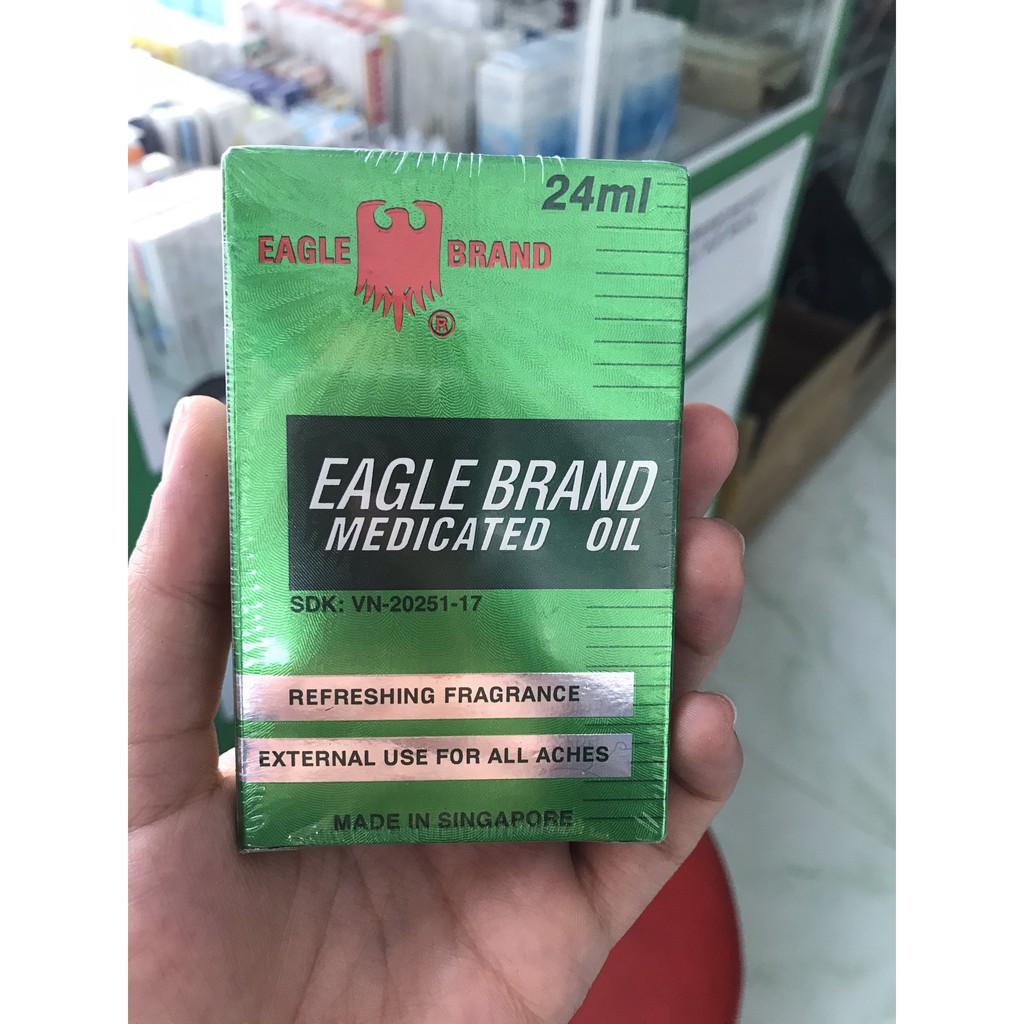 24ml
EAGLE BRAND
®
EAGLE BRAND
MEDICATED OIL
SDK: VN-20251-17
REFRESHING FRAGRANCE
EXTERNAL USE FOR ALL ACHES
MADE IN SINGAPORE